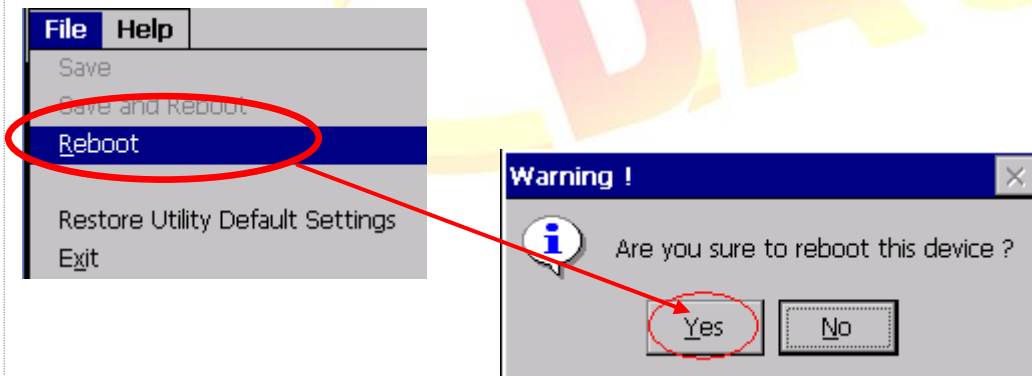 File Help
Save
Save and Reboot
Reboot
Restore Utility Default Settings
Exit
Warning !
Are you sure to reboot this device ?
Yes No